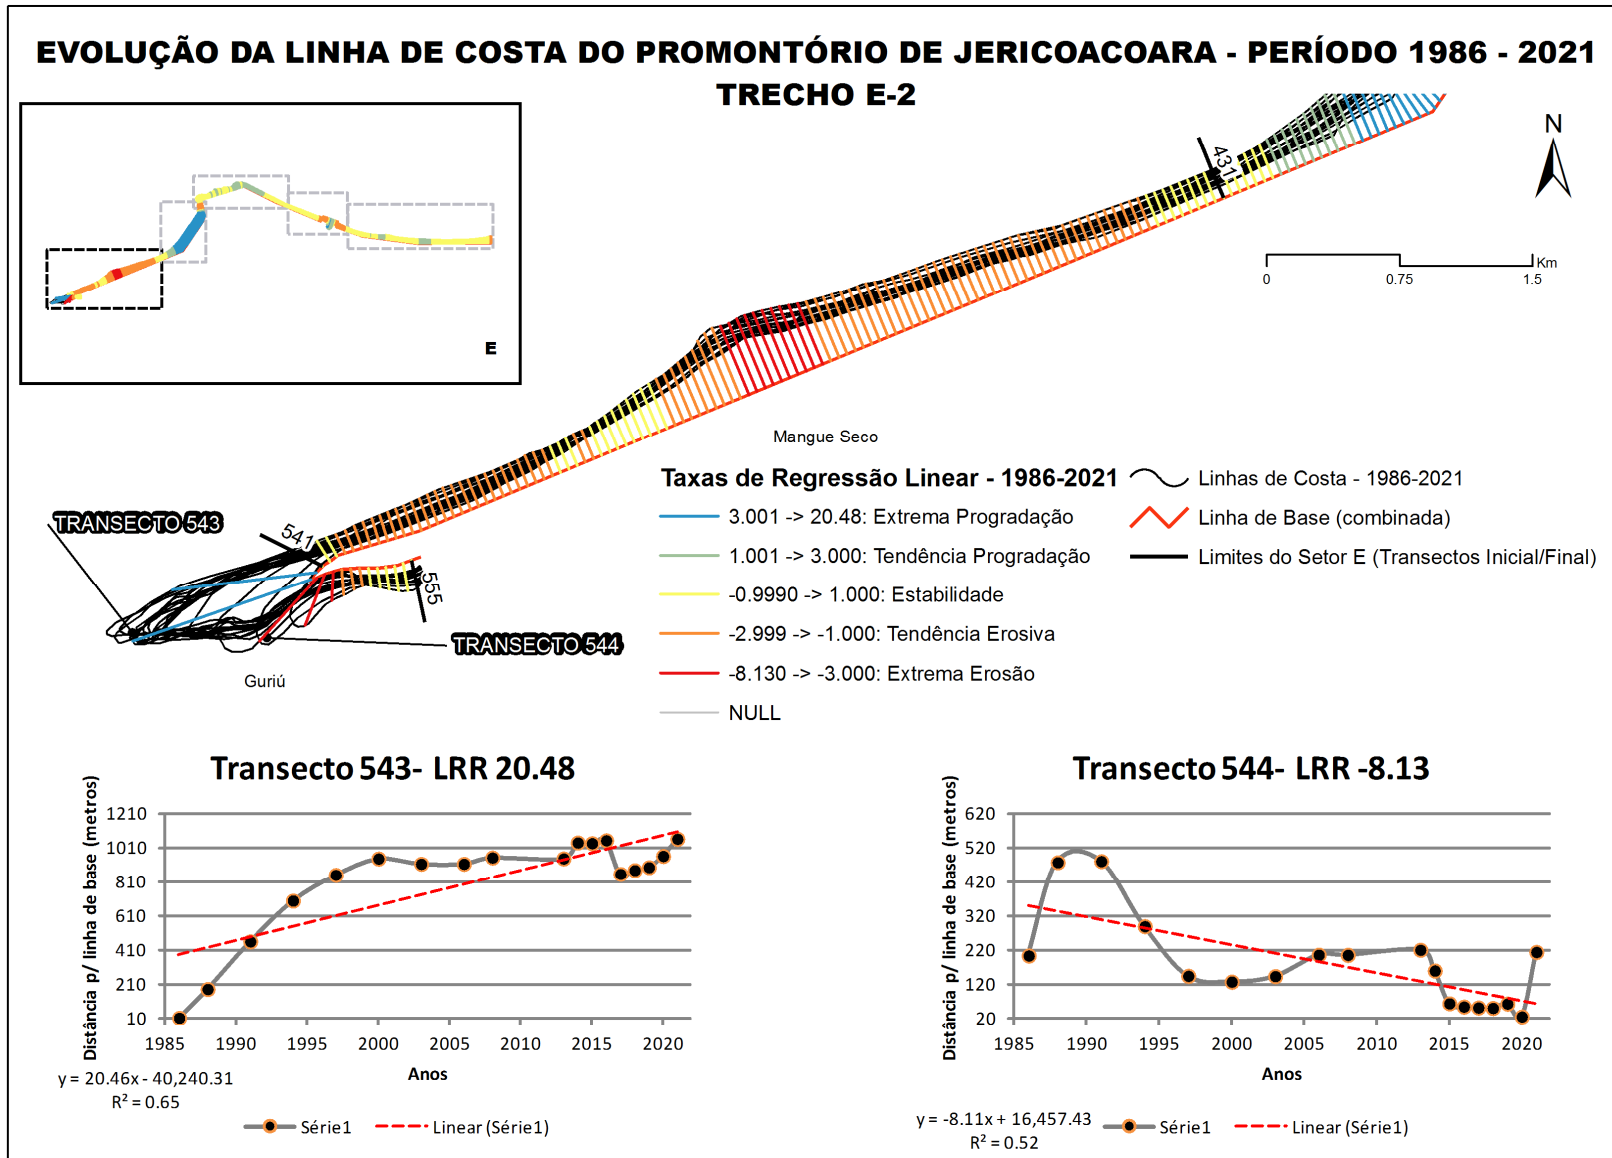 EVOLUÇÃO DA LINHA DE COSTA DO PROMONTÓRIO DE JERICOACOARA - PERÍODO 1986 - 2021
TRECHO E-2
E
N
431
0
0.75
1.5
Km
Mangue Seco
TRANSECTO 543
541
555
TRANSECTO 544
Guriú
Taxas de Regressão Linear - 1986-2021
3.001 -> 20.48: Extrema Progradação
1.001 -> 3.000: Tendência Progradação
-0.9990 -> 1.000: Estabilidade
-2.999 -> -1.000: Tendência Erosiva
-8.130 -> -3.000: Extrema Erosão
NULL
Linhas de Costa - 1986-2021
Linha de Base (combinada)
Limites do Setor E (Transectos Inicial/Final)
Transecto 543- LRR 20.48
Distância p/ linha de base (metros)
1210
1010
810
610
410
210
10
1985 1990 1995 2000 2005 2010 2015 2020
Anos
y = 20.46x - 40,240.31
R² = 0.65
Série1
Linear (Série1)
Transecto 544- LRR -8.13
Distância p/ linha de base (metros)
620
520
420
320
220
120
20
1985 1990 1995 2000 2005 2010 2015 2020
Anos
y = -8.11x + 16,457.43
R² = 0.52
Série1
Linear (Série1)